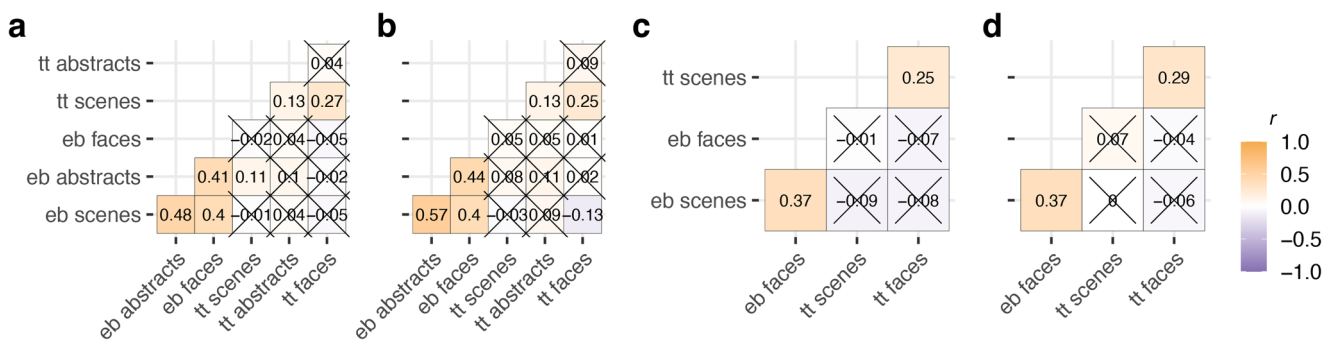 a
b
c
d
tt abstracts
tt scenes
eb faces
eb abstracts
eb scenes
0.04
0.13 0.27
−0.02 0.04 −0.05
0.41 0.11 0.1 −0.02
0.48 0.4 −0.01 0.04 −0.05
eb abstracts
eb faces
tt scenes
tt abstracts
tt faces
0.09
0.13 0.25
0.05 0.05 0.01
0.44 0.08 0.11 0.02
0.57 0.4 −0.03 0.09 −0.13
eb abstracts
eb faces
tt scenes
tt abstracts
tt faces
tt scenes
eb faces
eb scenes
0.25
−0.01 −0.07
0.37 −0.09 −0.08
eb faces
tt scenes
tt faces
0.29
0.07 −0.04
0.37 0 −0.06
eb faces
tt scenes
tt faces
r
1.0
0.5
0.0
−0.5
−1.0